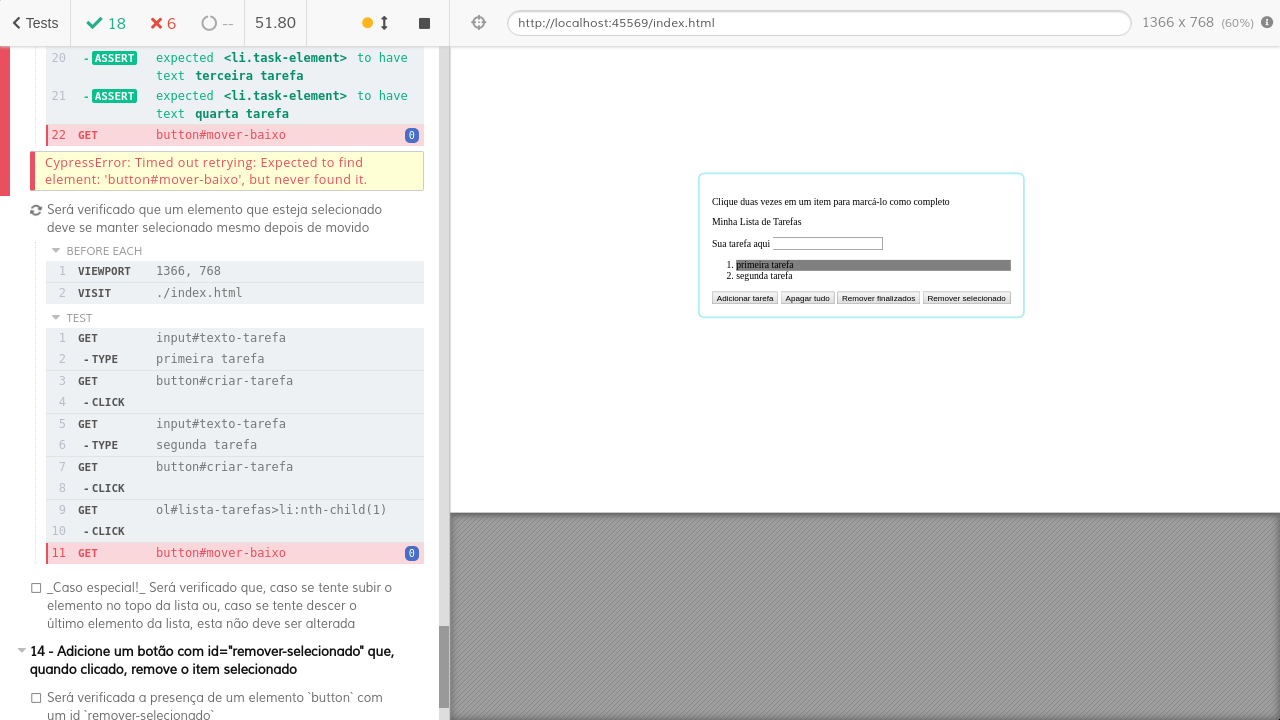 Tests 18 6 -- 51.80 http://localhost:45569/index.html 1366 x 768 (60%)
20 - ASSERT expected <li.task-element> to have
text terceira tarefa
21 - ASSERT expected <li.task-element> to have
text quarta tarefa
22 GET button#mover-baixo 0
CypressError: Timed out retrying: Expected to find
element: 'button#mover-baixo', but never found it.
Será verificado que um elemento que esteja selecionado
deve se manter selecionado mesmo depois de movido
BEFORE EACH
1 VIEWPORT 1366, 768
2 VISIT ./index.html
TEST
1 GET input#texto-tarefa
2 - TYPE primeira tarefa
3 GET button#criar-tarefa
4 - CLICK
5 GET input#texto-tarefa
6 - TYPE segunda tarefa
7 GET button#criar-tarefa
8 - CLICK
9 GET ol#lista-tarefas>li:nth-child(1)
10 - CLICK
11 GET button#mover-baixo 0
_Caso especial!_ Será verificado que, caso se tente subir o
elemento no topo da lista ou, caso se tente descer o
último elemento da lista, esta não deve ser alterada
14 - Adicione um botão com id="remover-selecionado" que,
quando clicado, remove o item selecionado
Será verificada a presença de um elemento `button` com
um id `remover-selecionado`
Clique duas vezes em um item para marcá-lo como completo
Minha Lista de Tarefas
Sua tarefa aqui
1. primeira tarefa
2. segunda tarefa
Adicionar tarefa Apagar tudo Remover finalizados Remover selecionado